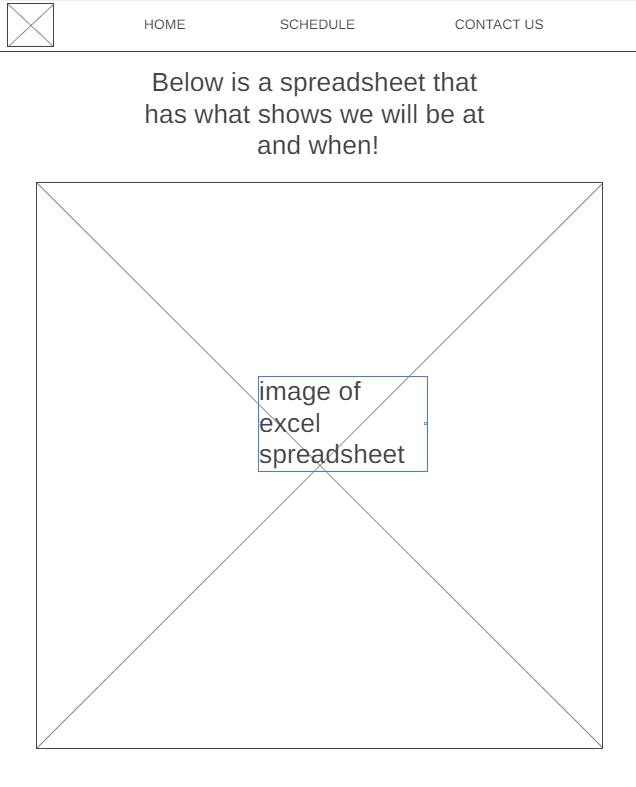 HOME SCHEDULE CONTACT US
Below is a spreadsheet that
has what shows we will be at
and when!
image of
excel
spreadsheet